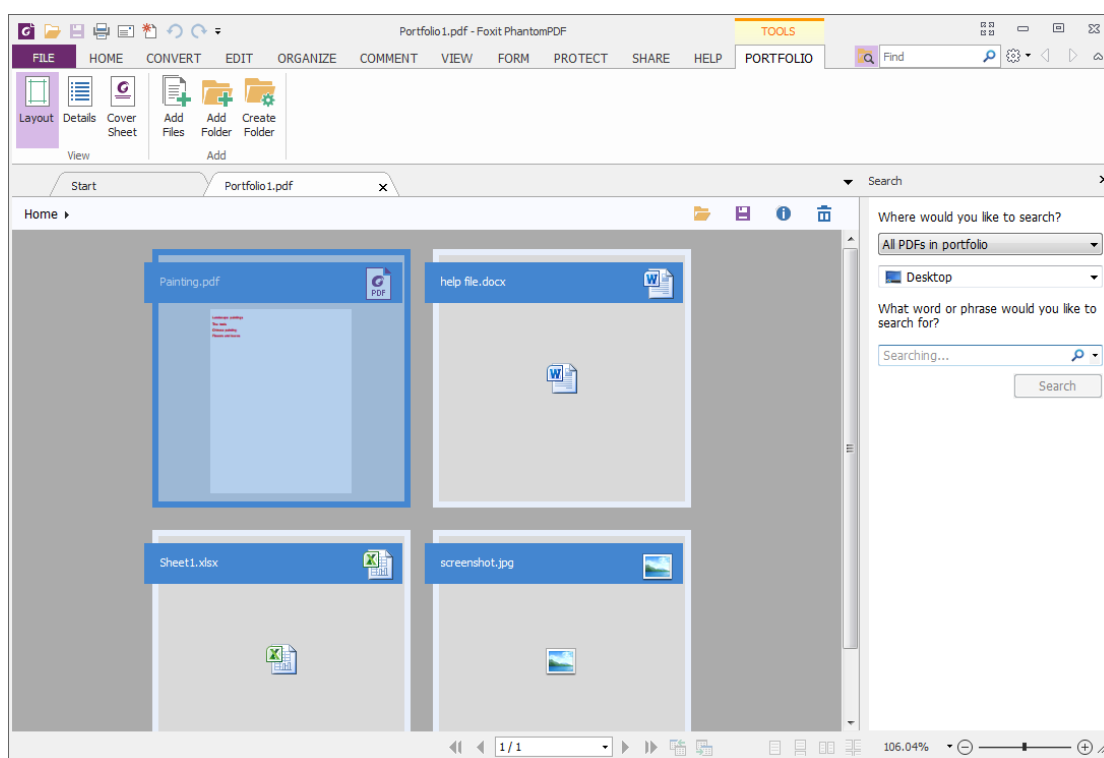 Portfolio1.pdf - Foxit PhantomPDF
TOOLS
FILE HOME CONVERT EDIT ORGANIZE COMMENT VIEW FORM PROTECT SHARE HELP PORTFOLIO Find
Layout Details Cover Sheet Add Files Add Folder Create Folder
View Add
Start Portfolio1.pdf x Search
Home
Where would you like to search?
All PDFs in portfolio
Desktop
What word or phrase would you like to
search for?
Searching...
Search
Painting.pdf
PDF
help file.docx
Sheet1.xlsx
screenshot.jpg
1 / 1
106.04%